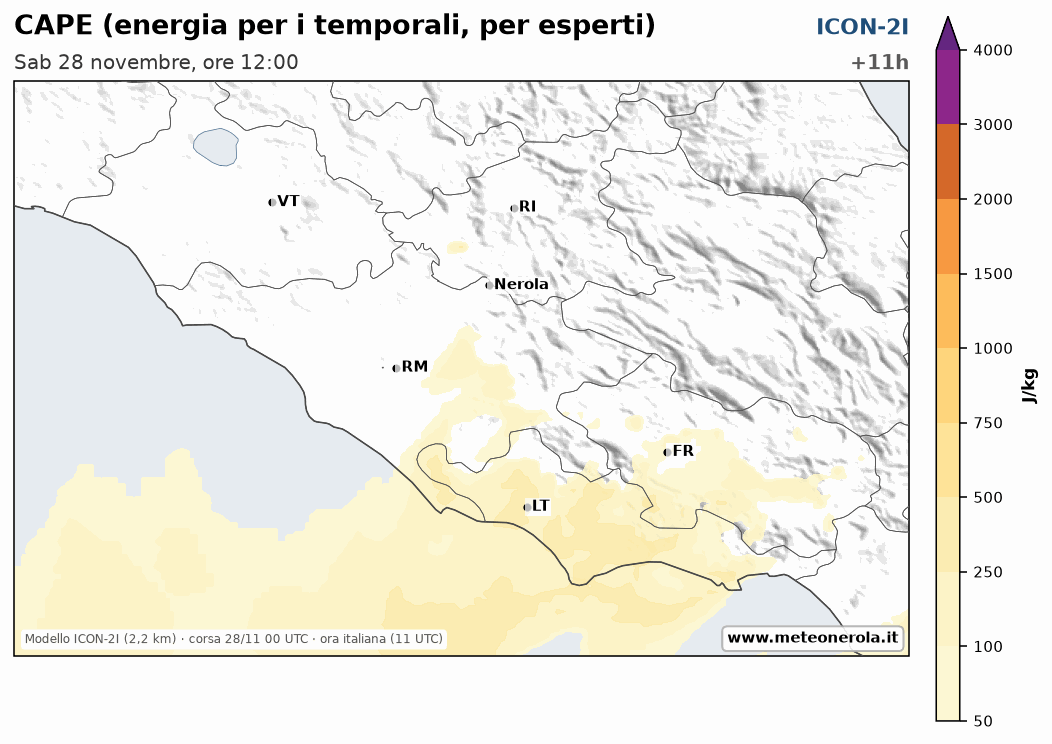 CAPE (energia per i temporali, per esperti)
ICON-2I
Sab 28 novembre, ore 12:00
+11h
VT
RI
Nerola
RM
FR
LT
Modello ICON-2I (2,2 km) · corsa 28/11 00 UTC · ora italiana (11 UTC)
www.meteonerola.it
4000
3000
2000
1500
1000
750
500
250
100
50
J/kg